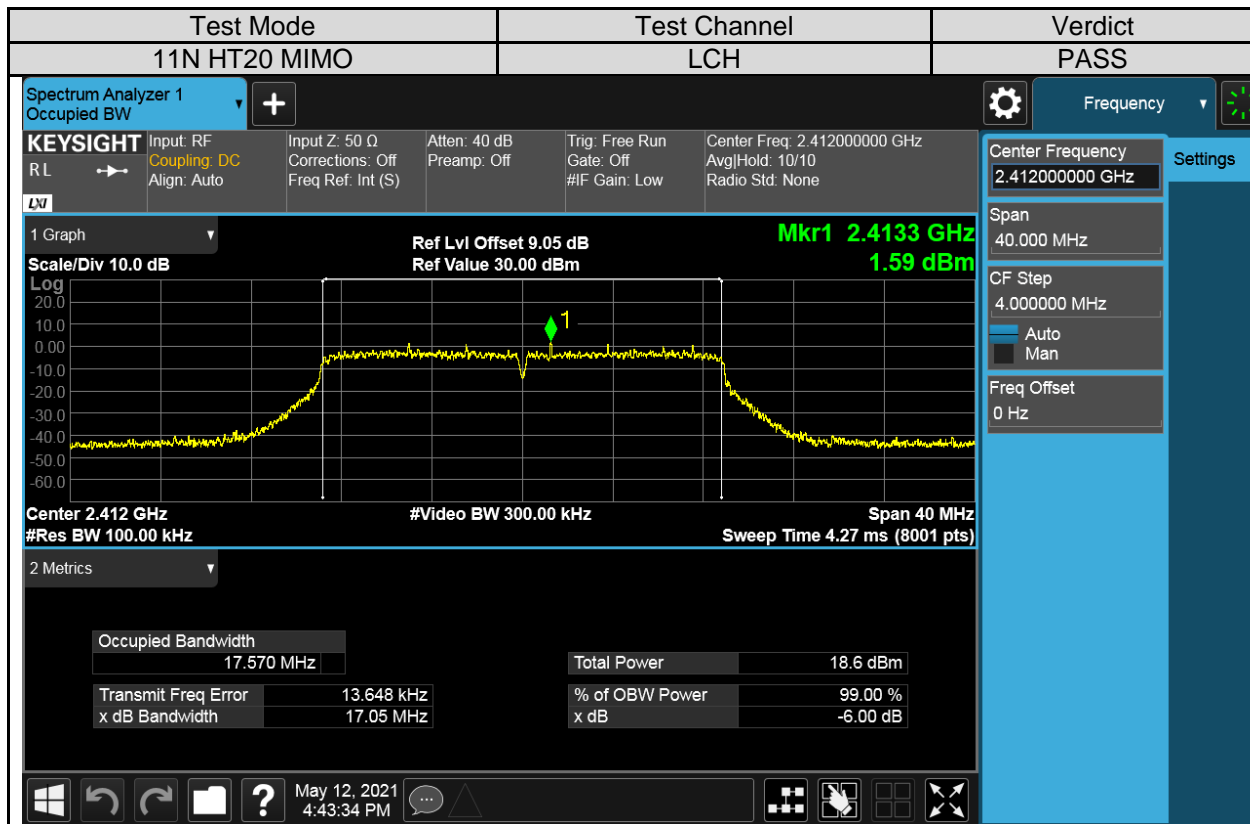 Test Mode Test Channel Verdict
11N HT20 MIMO LCH PASS
Spectrum Analyzer 1
Occupied BW
+
Frequency
KEYSIGHT Input: RF Input Z: 50 Ω Atten: 40 dB Trig: Free Run Center Freq: 2.412000000 GHz
RL Coupling: DC Corrections: Off Preamp: Off Gate: Off Avg|Hold: 10/10
Align: Auto Freq Ref: Int (S) #IF Gain: Low Radio Std: None
LXI
Center Frequency
2.412000000 GHz
Settings
Span
40.000 MHz
CF Step
4.000000 MHz
Auto
Man
Freq Offset
0 Hz
1 Graph
Scale/Div 10.0 dB
Ref Lvl Offset 9.05 dB
Ref Value 30.00 dBm
Mkr1 2.4133 GHz
1.59 dBm
Log
20.0
10.0
0.00
-10.0
-20.0
-30.0
-40.0
-50.0
-60.0
1
Center 2.412 GHz #Video BW 300.00 kHz Span 40 MHz
#Res BW 100.00 kHz Sweep Time 4.27 ms (8001 pts)
2 Metrics
Occupied Bandwidth
17.570 MHz
Total Power 18.6 dBm
Transmit Freq Error 13.648 kHz % of OBW Power 99.00 %
x dB Bandwidth 17.05 MHz x dB -6.00 dB
?
May 12, 2021
4:43:34 PM